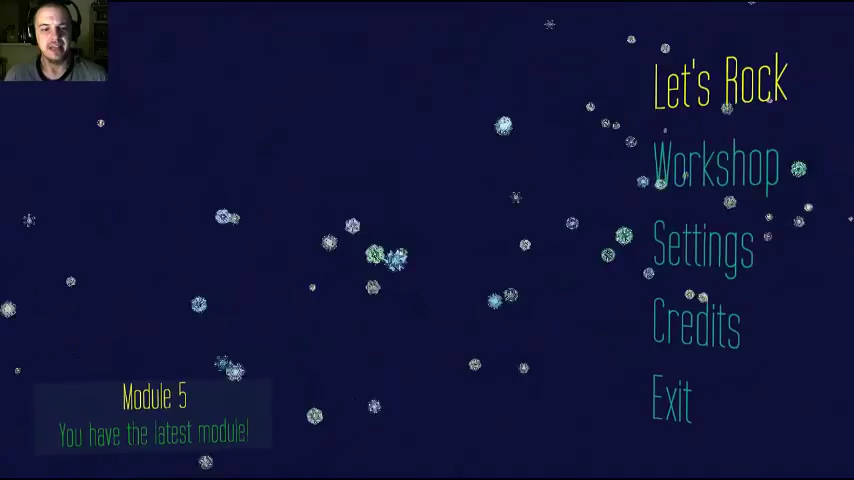 Let's Rock
Workshop
Settings
Credits
Exit
Module 5
You have the latest module!